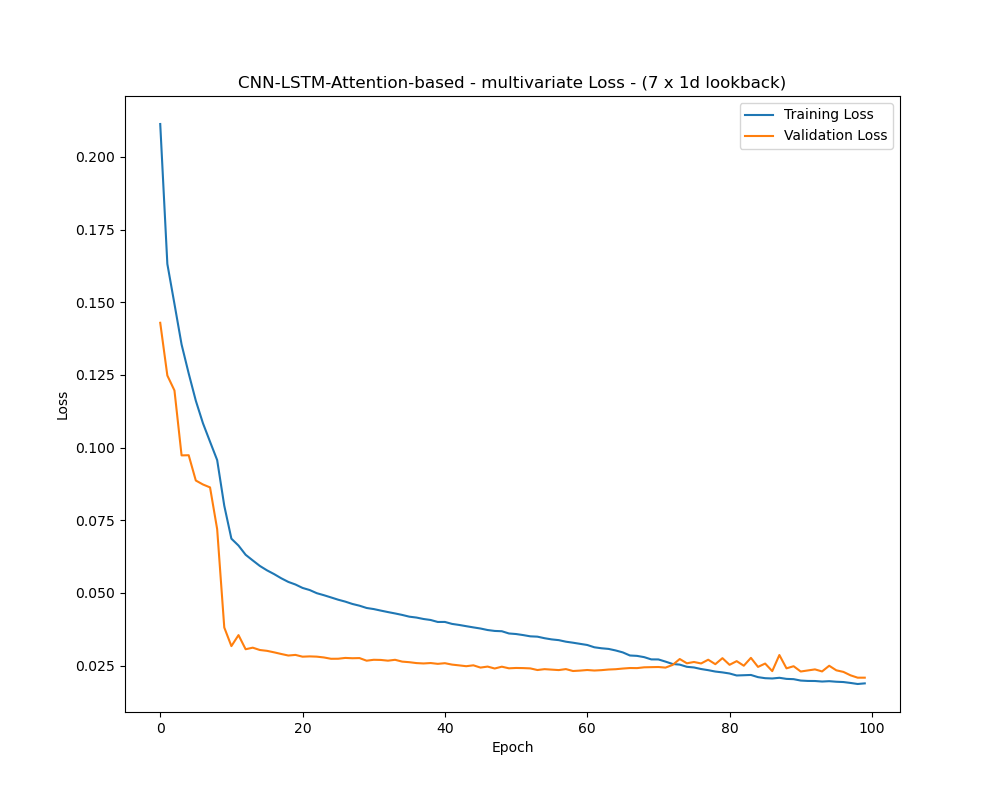 CNN-LSTM-Attention-based - multivariate Loss - (7 x 1d lookback)
Training Loss
Validation Loss
0.200
0.175
0.150
0.125
0.100
0.075
0.050
0.025
Loss
0 20 40 60 80 100
Epoch